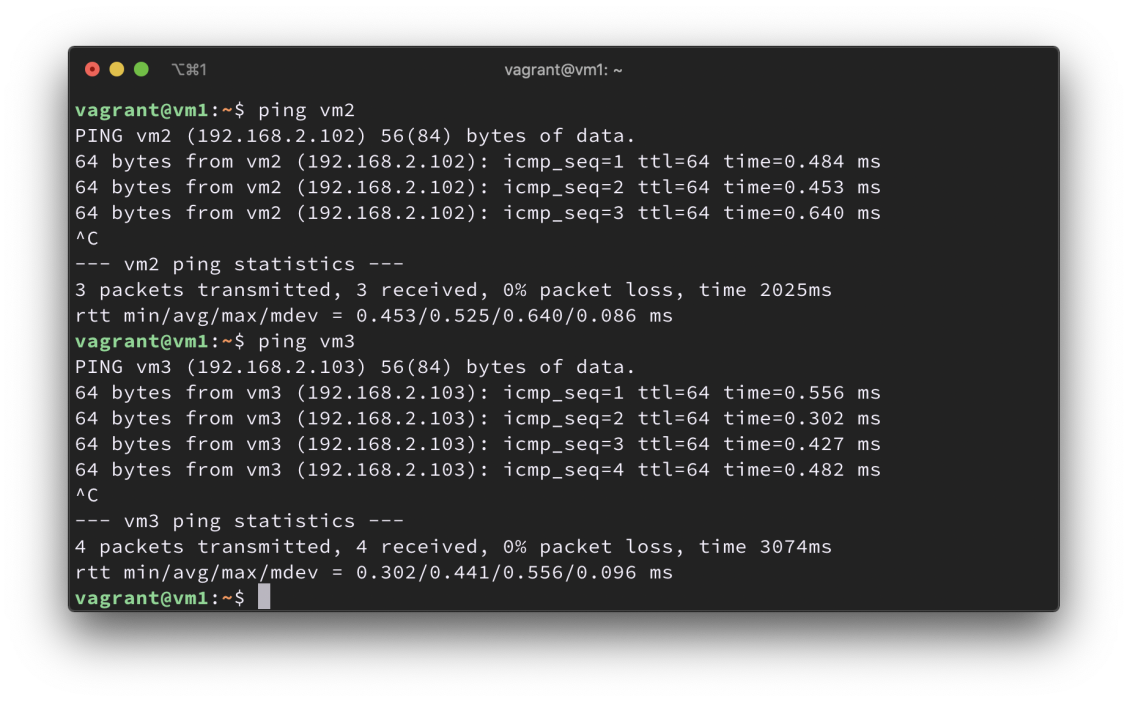 ⌥⌘1
vagrant@vm1: ~
vagrant@vm1:~$ ping vm2
PING vm2 (192.168.2.102) 56(84) bytes of data.
64 bytes from vm2 (192.168.2.102): icmp_seq=1 ttl=64 time=0.484 ms
64 bytes from vm2 (192.168.2.102): icmp_seq=2 ttl=64 time=0.453 ms
64 bytes from vm2 (192.168.2.102): icmp_seq=3 ttl=64 time=0.640 ms
^C
--- vm2 ping statistics ---
3 packets transmitted, 3 received, 0% packet loss, time 2025ms
rtt min/avg/max/mdev = 0.453/0.525/0.640/0.086 ms
vagrant@vm1:~$ ping vm3
PING vm3 (192.168.2.103) 56(84) bytes of data.
64 bytes from vm3 (192.168.2.103): icmp_seq=1 ttl=64 time=0.556 ms
64 bytes from vm3 (192.168.2.103): icmp_seq=2 ttl=64 time=0.302 ms
64 bytes from vm3 (192.168.2.103): icmp_seq=3 ttl=64 time=0.427 ms
64 bytes from vm3 (192.168.2.103): icmp_seq=4 ttl=64 time=0.482 ms
^C
--- vm3 ping statistics ---
4 packets transmitted, 4 received, 0% packet loss, time 3074ms
rtt min/avg/max/mdev = 0.302/0.441/0.556/0.096 ms
vagrant@vm1:~$